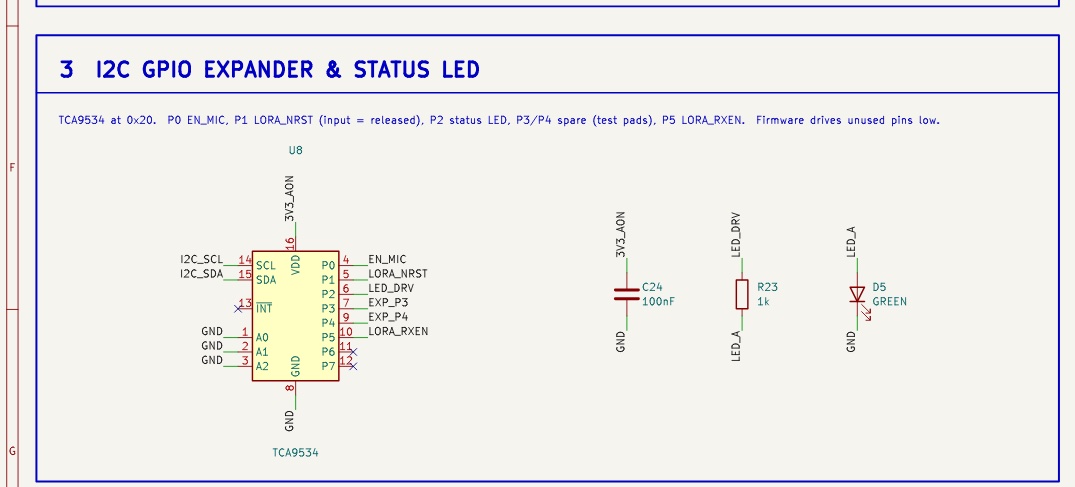 3 I2C GPIO EXPANDER & STATUS LED
TCA9534 at 0x20. P0 EN_MIC, P1 LORA_NRST (input = released), P2 status LED, P3/P4 spare (test pads), P5 LORA_RXEN. Firmware drives unused pins low.
F
U8
3V3_AON
16
VDD
I2C_SCL 14 SCL
I2C_SDA 15 SDA
13 INT
GND 1 A0
GND 2 A1
GND 3 A2
P0 4 EN_MIC
P1 5 LORA_NRST
P2 6 LED_DRV
P3 7 EXP_P3
P4 9 EXP_P4
P5 10 LORA_RXEN
P6 11
P7 12
GND
8
GND
TCA9534
3V3_AON
C24
100nF
GND
LED_DRV
R23
1k
LED_A
LED_A
D5
GREEN
GND
G